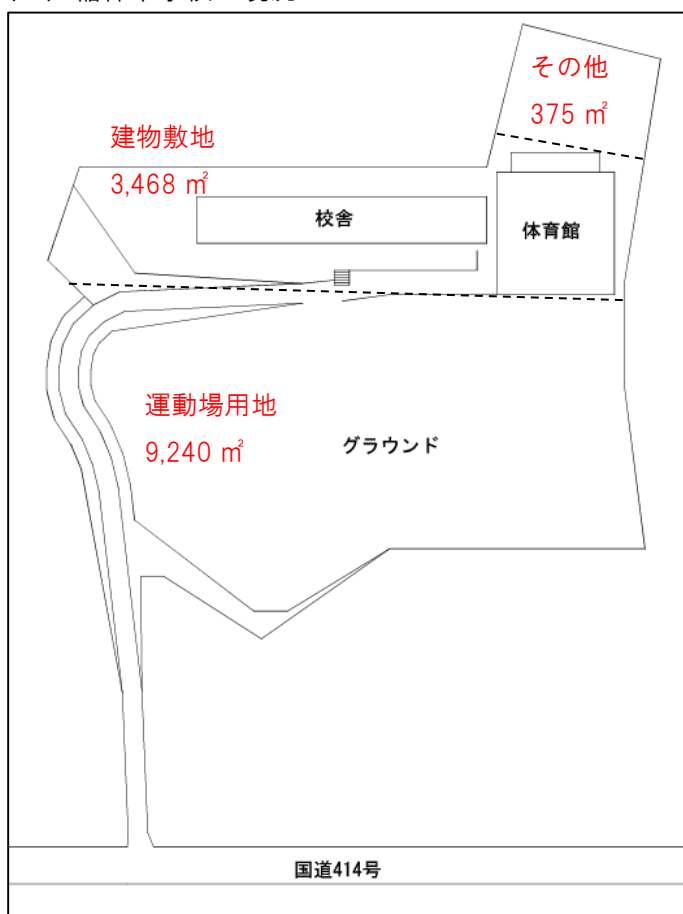 その他
375 ㎡
建物敷地
3,468 ㎡
校舎
体育館
運動場用地
9,240 ㎡
グラウンド
国道414号